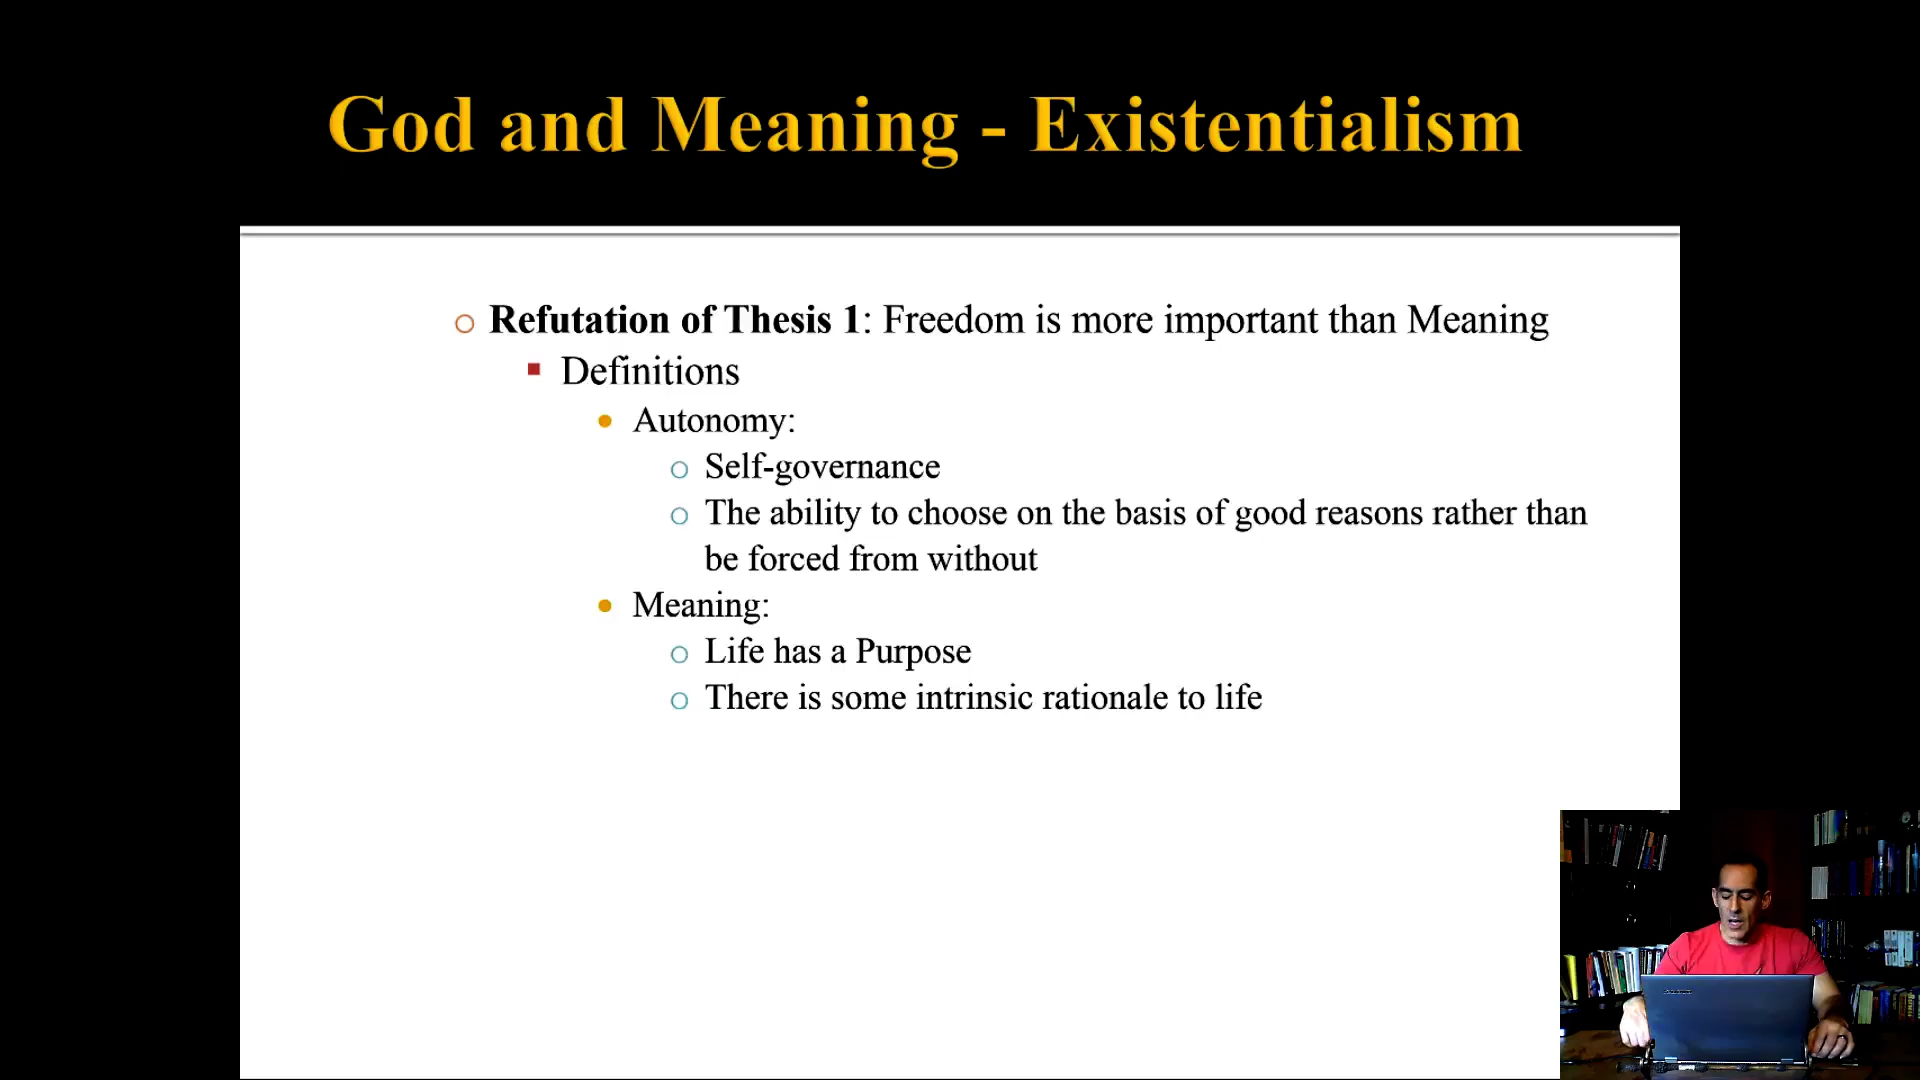 God and Meaning - Existentialism
Refutation of Thesis 1: Freedom is more important than Meaning
Definitions
Autonomy:
Self-governance
The ability to choose on the basis of good reasons rather than
be forced from without
Meaning:
Life has a Purpose
There is some intrinsic rationale to life